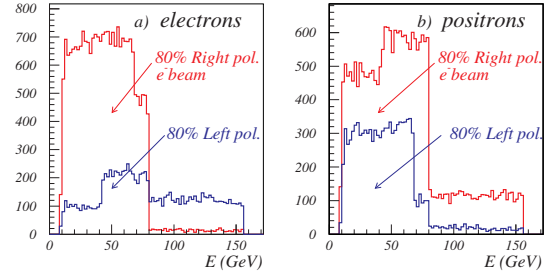 a) electrons
80% Right pol.
e⁻beam
80% Left pol.
800
700
600
500
400
300
200
100
0
0 50 100 150
E (GeV)
b) positrons
80% Right pol.
e⁻beam
80% Left pol.
600
500
400
300
200
100
0
0 50 100 150
E (GeV)